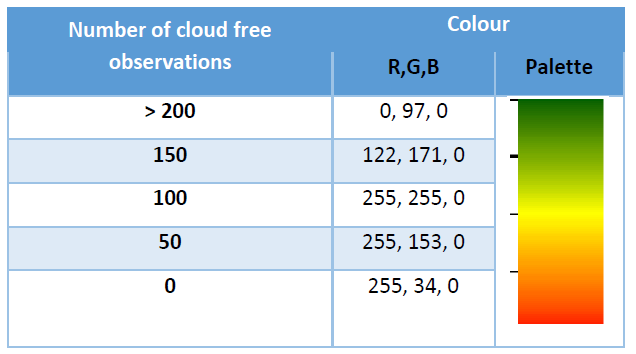 Number of cloud free
observations
Colour
R,G,B
Palette
> 200
0, 97, 0
150
122, 171, 0
100
255, 255, 0
50
255, 153, 0
0
255, 34, 0